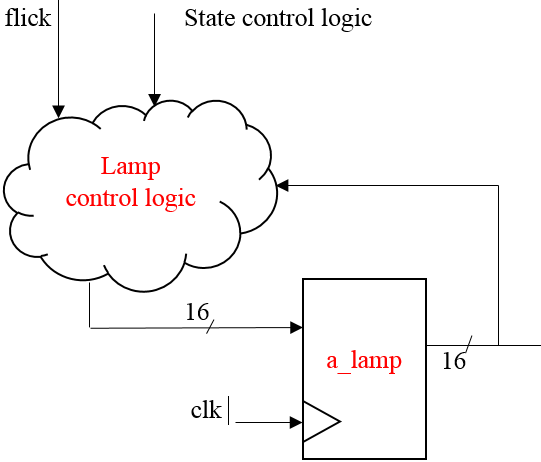 flick
State control logic
Lamp
control logic
16
a_lamp
16
clk